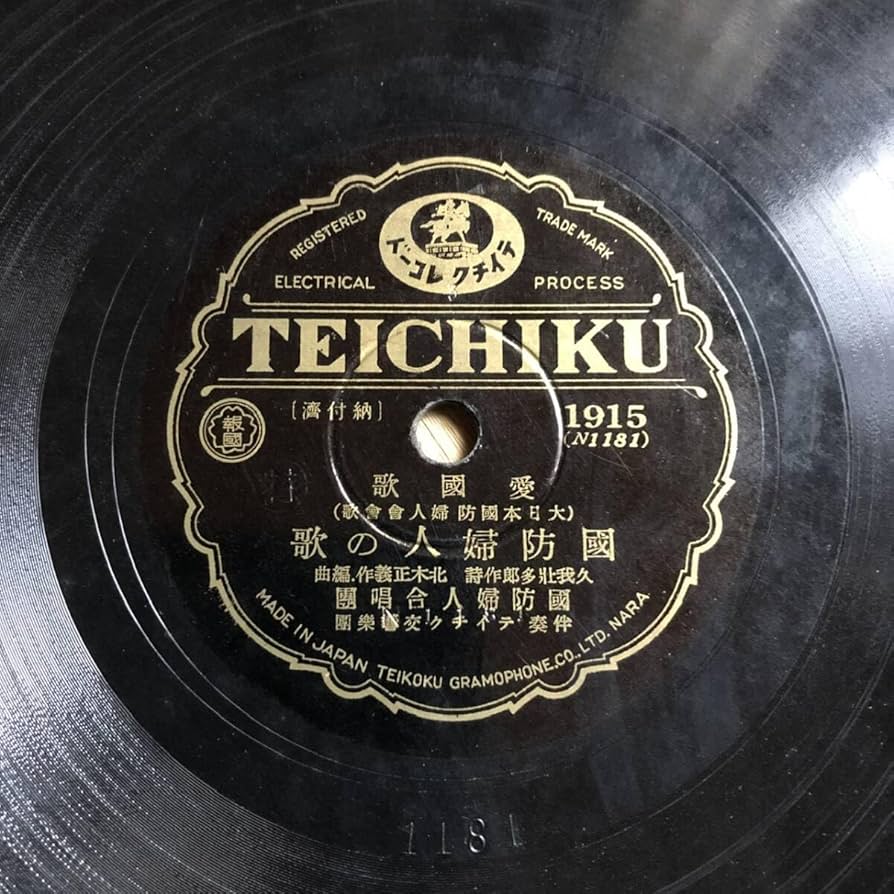 REGISTERED TRADE MARK
テイチクレコード
ELECTRICAL PROCESS
TEICHIKU
[納付濟]
1915
(N1181)
報國
愛國歌
(大日本國防婦人會會歌)
國防婦人の歌
久我壯多郎作詩 北木正義作.編曲
國防婦人合唱團
伴奏・テイチク交響樂團
MADE IN JAPAN TEIKOKU GRAMOPHONE.CO.,LTD. NARA
1181